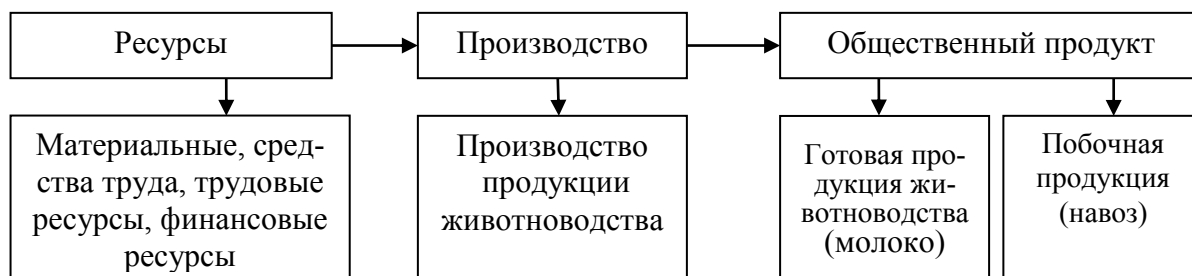 Ресурсы
Производство
Общественный продукт
Материальные, сред-
ства труда, трудовые
ресурсы, финансовые
ресурсы
Производство
продукции
животноводства
Готовая про-
дукция жи-
вотноводства
(молоко)
Побочная
продукция
(навоз)